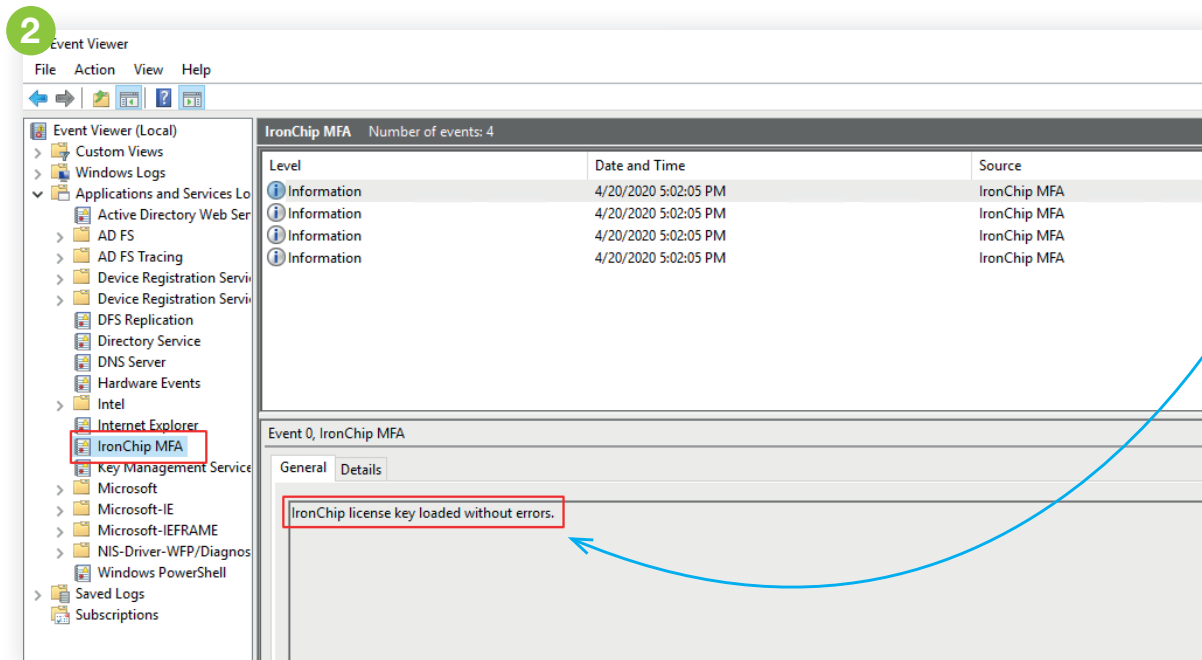 2
Event Viewer
File Action View Help
Event Viewer (Local)
Custom Views
Windows Logs
Applications and Services Lo
Active Directory Web Ser
AD FS
AD FS Tracing
Device Registration Servi
Device Registration Servi
DFS Replication
Directory Service
DNS Server
Hardware Events
Intel
Internet Explorer
IronChip MFA
Key Management Service
Microsoft
Microsoft-IE
Microsoft-IEFRAME
NIS-Driver-WFP/Diagnos
Windows PowerShell
Saved Logs
Subscriptions
IronChip MFA Number of events: 4
Level Date and Time Source
Information 4/20/2020 5:02:05 PM IronChip MFA
Information 4/20/2020 5:02:05 PM IronChip MFA
Information 4/20/2020 5:02:05 PM IronChip MFA
Information 4/20/2020 5:02:05 PM IronChip MFA
Event 0, IronChip MFA
General Details
IronChip license key loaded without errors.